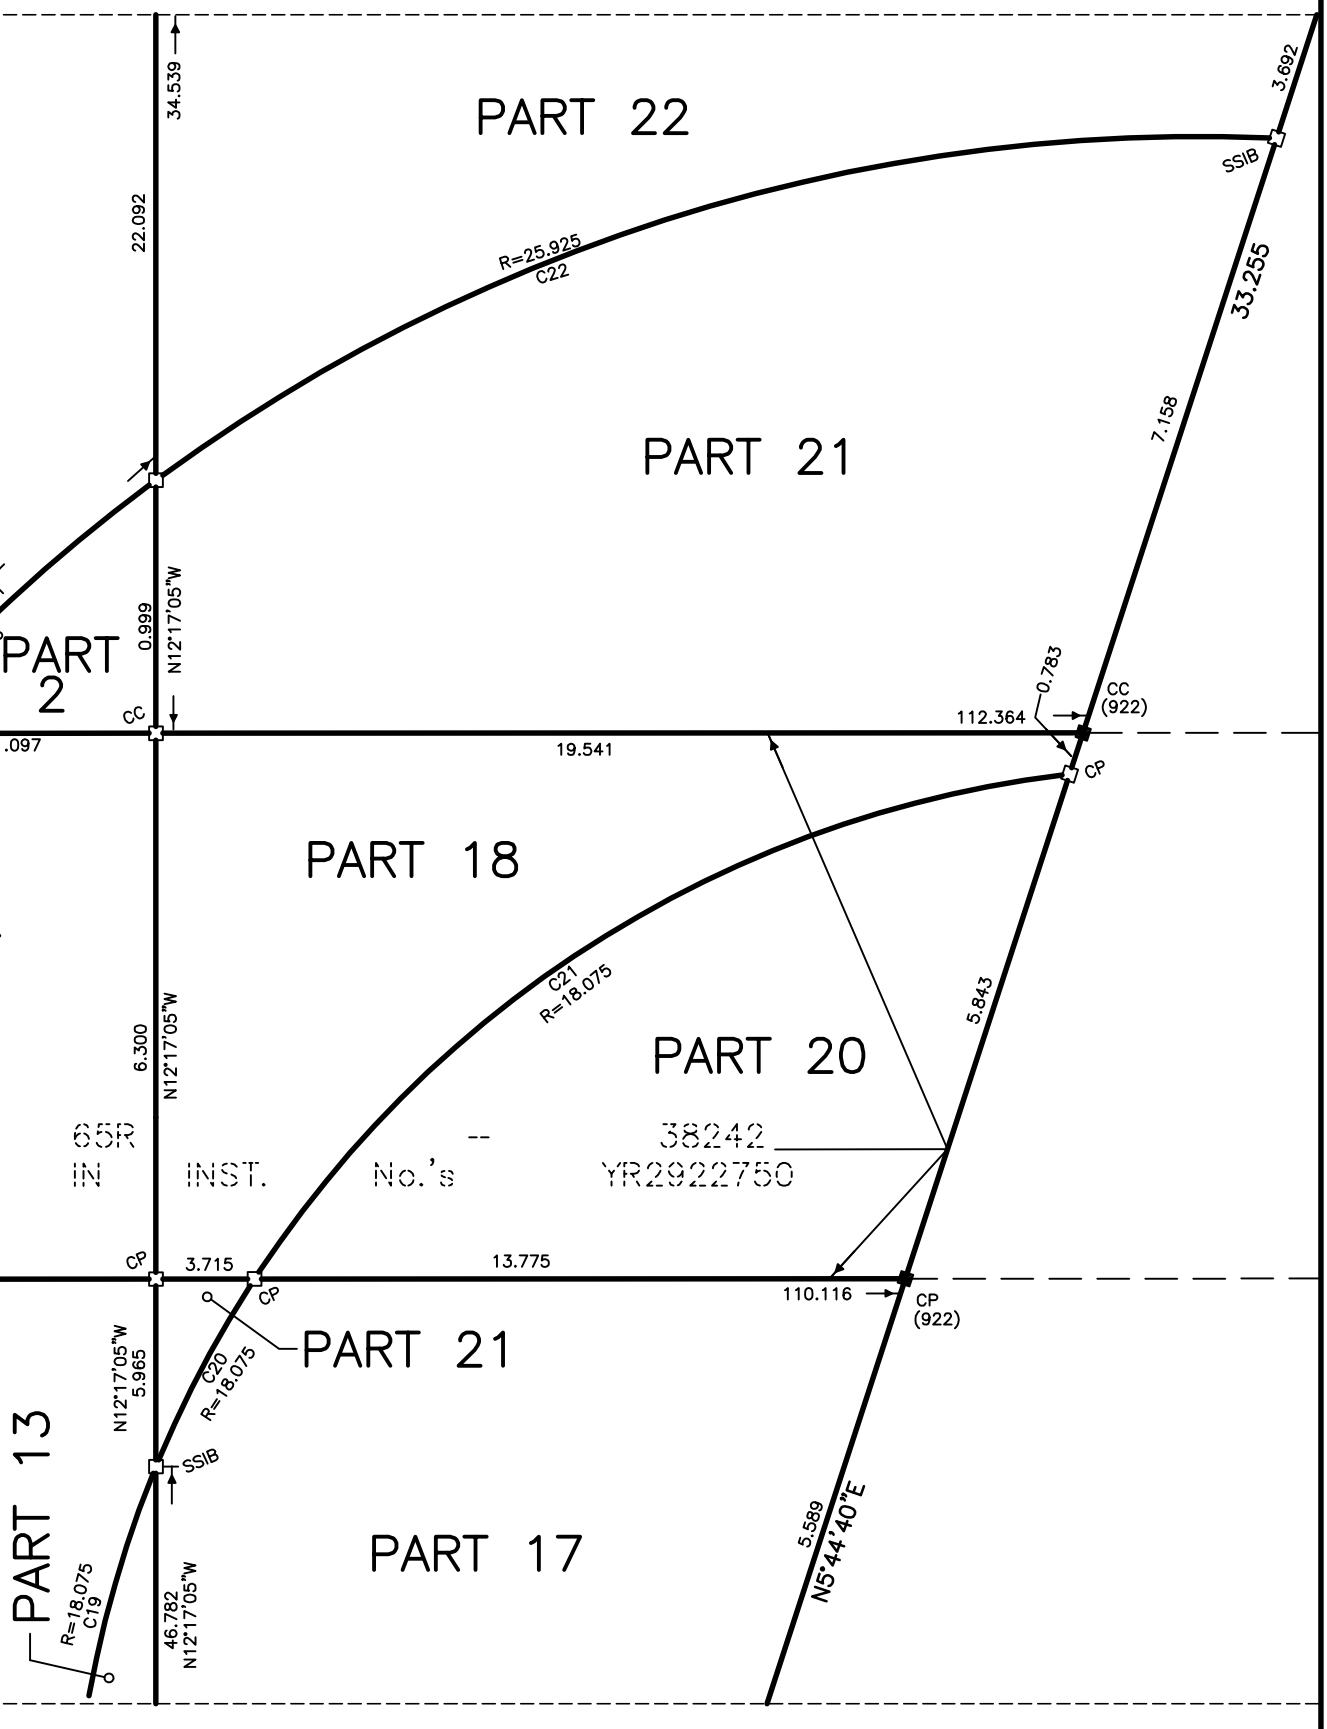 34.539
PART 22
3.692
SSIB
22.092
R=25.925
C22
33.255
7.158
PART 21
0.999
N12°17'05"W
PART
2
CC
0.783
CC
(922)
112.364
.097
19.541
CP
PART 18
C21
R=18.075
5.843
6.300
N12°17'05"W
PART 20
65R -- 38242
IN INST. No.'s YR2922750
CP
3.715
13.775
CP
110.116
CP
(922)
PART 21
N12°17'05"W
5.965
C20
R=18.075
PART 13
SSIB
5.589
N5°44'40"E
PART 17
R=18.075
C19
46.782
N12°17'05"W